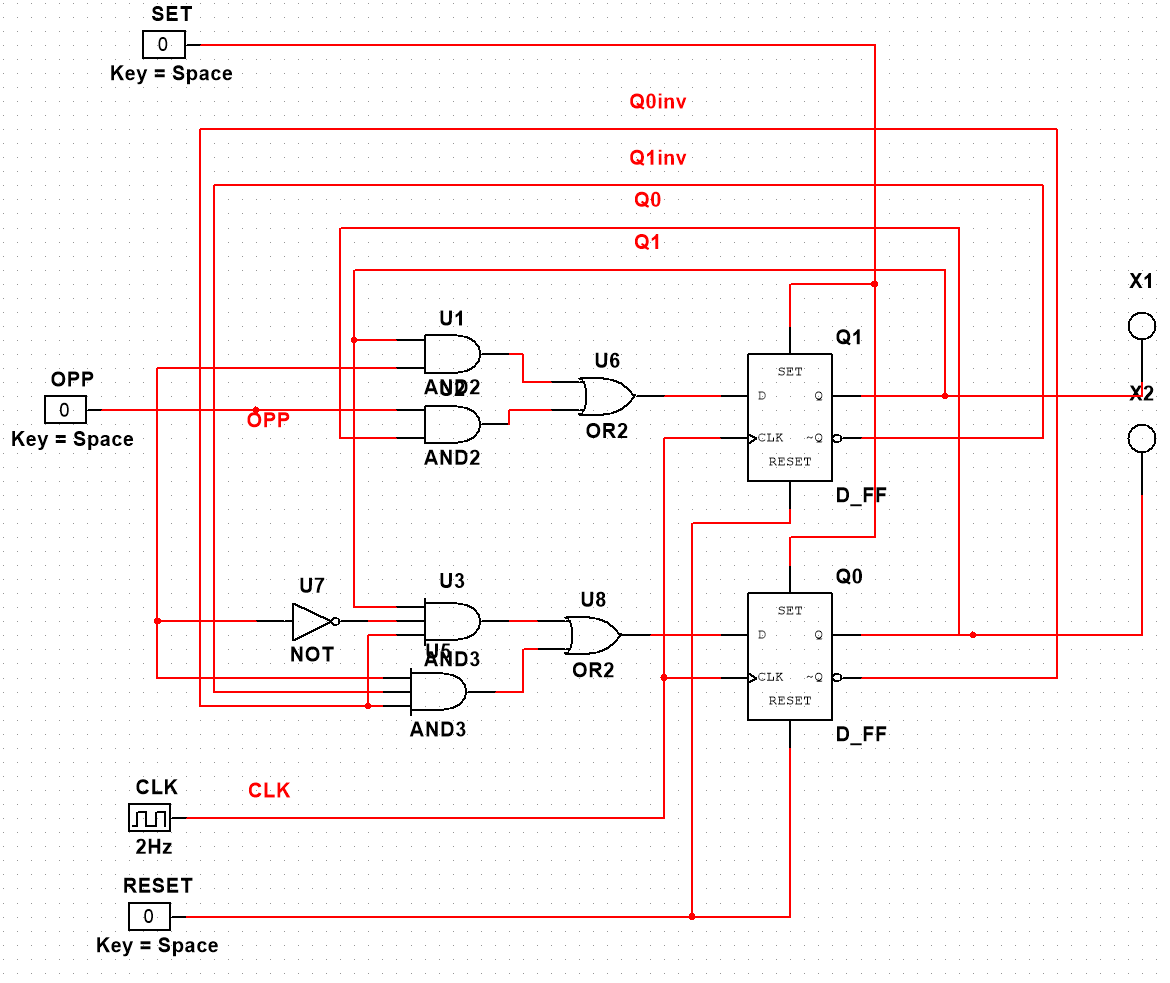 SET
0
Key = Space
Q0inv
Q1inv
Q0
Q1
X1
U1
Q1
U6
SET
OPP
AND2
U2
X2
0
D Q
OPP
Key = Space
OR2
AND2
CLK ~Q
RESET
D_FF
U7
U3
Q0
U8
SET
D Q
NOT
U5
AND3
OR2
CLK ~Q
RESET
AND3
D_FF
CLK
CLK
2Hz
RESET
0
Key = Space